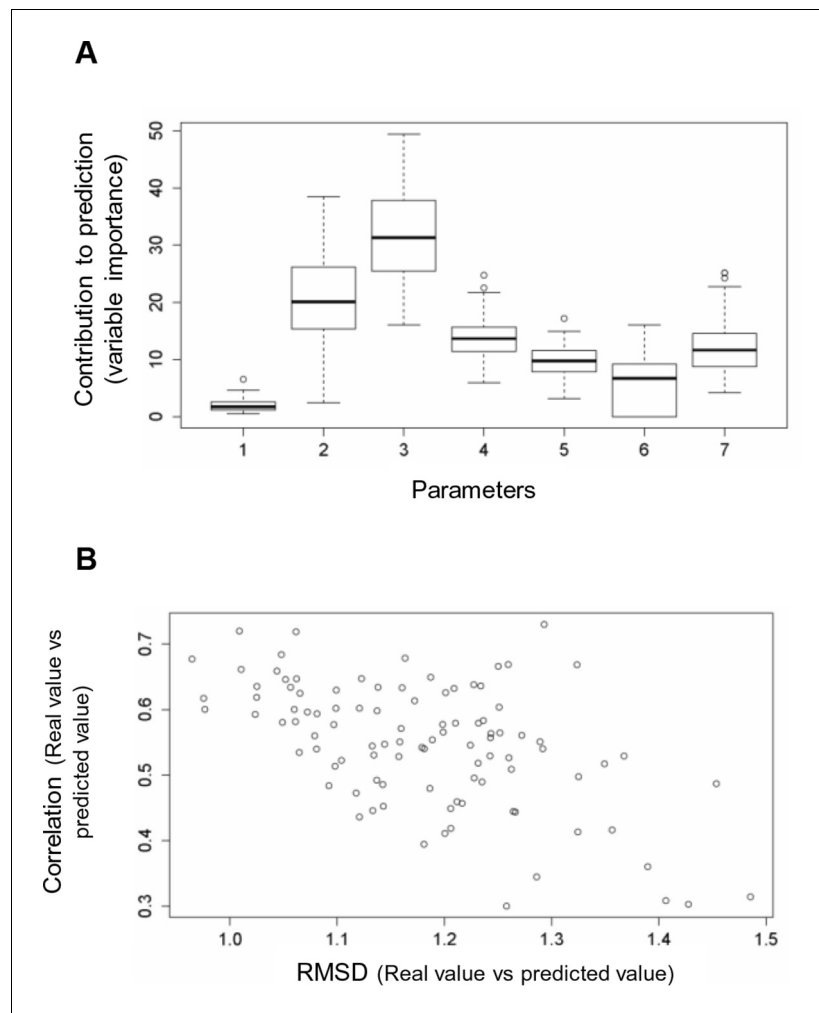 A
Contribution to prediction
(variable importance)
50
40
30
20
10
0
1 2 3 4 5 6 7
Parameters
B
Correlation (Real value vs
predicted value)
0.7
0.6
0.5
0.4
0.3
1.0 1.1 1.2 1.3 1.4 1.5
RMSD (Real value vs predicted value)